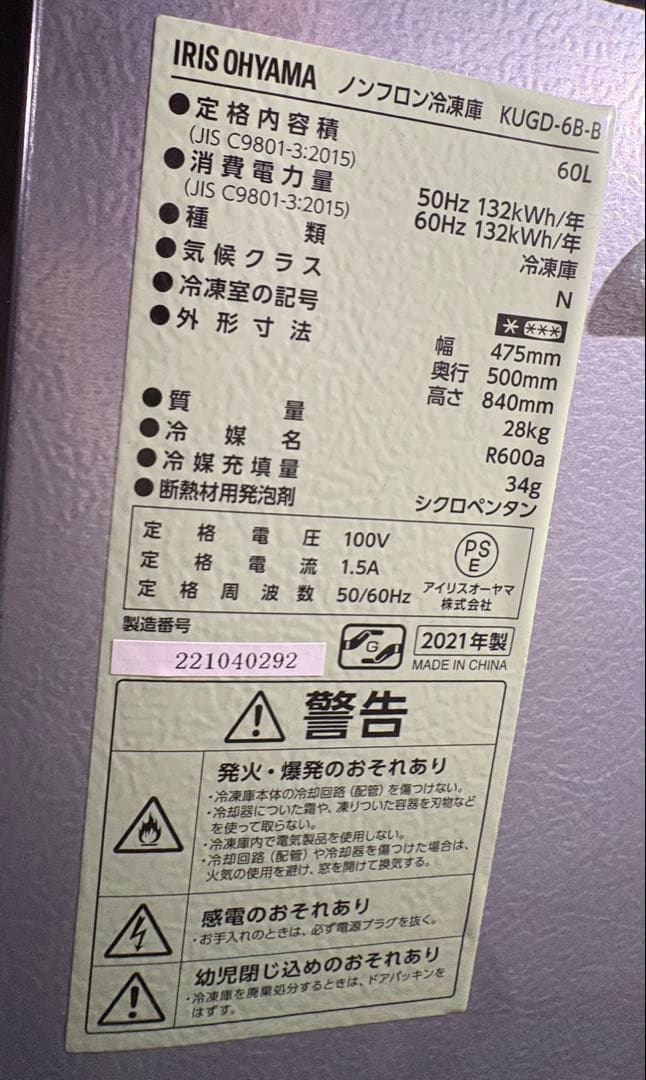 IRIS OHYAMA ノンフロン冷凍庫 KUGD-6B-B
●定格内容積 60L
(JIS C9801-3:2015)
●消費電力量 50Hz 132kWh/年
(JIS C9801-3:2015) 60Hz 132kWh/年
●種類 冷凍庫
●気候クラス N
●冷凍室の記号 * ***
●外形寸法 幅 475mm
奥行 500mm
高さ 840mm
●質量 28kg
●冷媒名 R600a
●冷媒充填量 34g
●断熱材用発泡剤 シクロペンタン
定格電圧 100V
定格電流 1.5A
定格周波数 50/60Hz
PS
E
アイリスオーヤマ
株式会社
製造番号
221040292
G
2021年製
MADE IN CHINA
警告
発火・爆発のおそれあり
・冷凍庫本体の冷却回路(配管)を傷つけない。
・冷却器についた霜や、凍りついた容器を刃物など
を使って取らない。
・冷凍庫内で電気製品を使用しない。
・冷却回路(配管)や冷却器を傷つけた場合は、
火気の使用を避け、窓を開けて換気する。
感電のおそれあり
・お手入れのときは、必ず電源プラグを抜く。
幼児閉じ込めのおそれあり
・冷凍庫を廃棄処分するときは、ドアパッキンを
はずす。